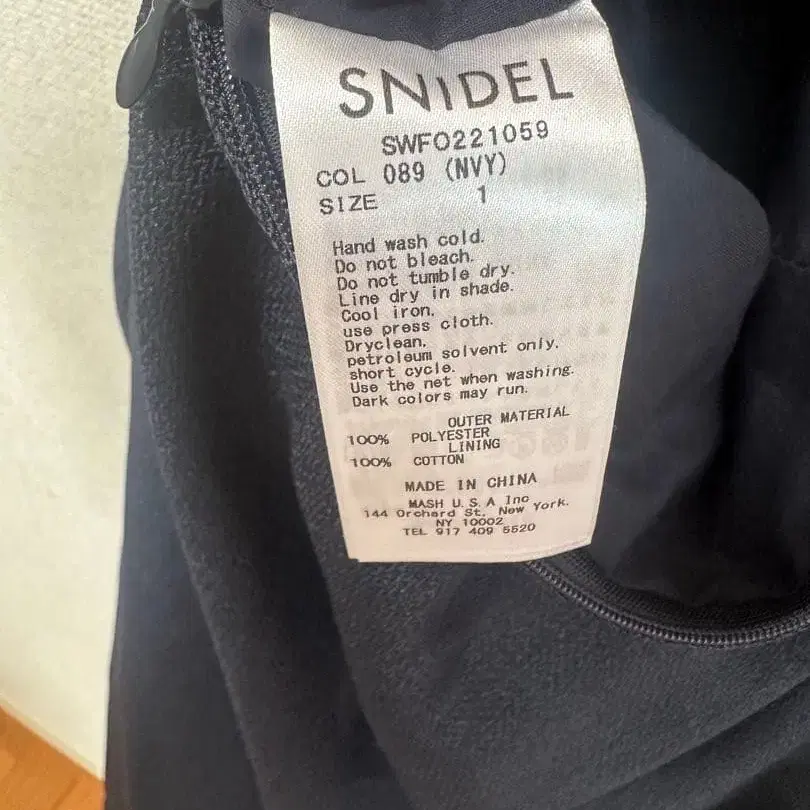 SNIDEL
SWFO221059
COL 089 (NVY)
SIZE 1
Hand wash cold.
Do not bleach.
Do not tumble dry.
Line dry in shade.
Cool iron.
use press cloth.
Dryclean.
petroleum solvent only.
short cycle.
Use the net when washing.
Dark colors may run.
OUTER MATERIAL
100% POLYESTER
LINING
100% COTTON
MADE IN CHINA
MASH U.S.A Inc
144 Orchard St. New York.
NY 10002
TEL 917 409 5520